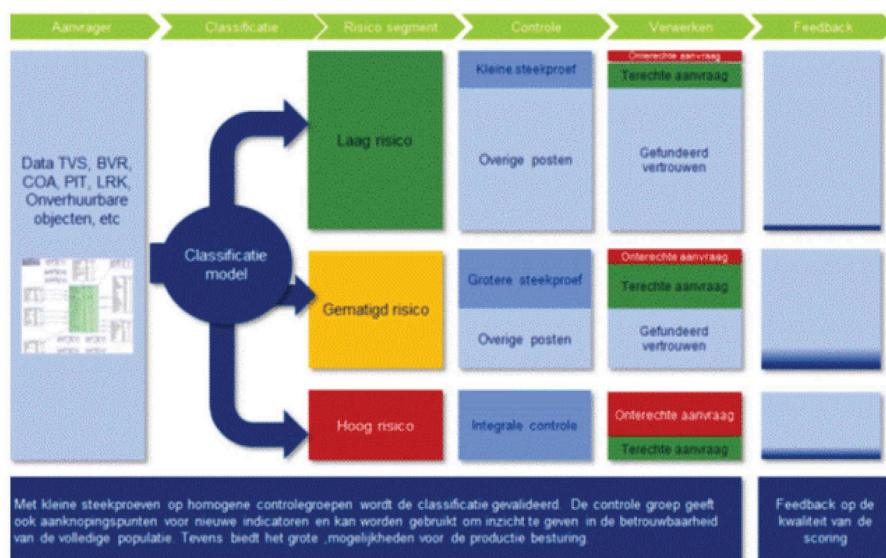 Aanvrager
Classificatie
Risico segment
Controle
Verwerken
Feedback
Data TVS, BVR,
COA, PIT, LRK,
Onverhuurbare
objecten, etc
Classificatie
model
Laag risico
Kleine steekproef
Overige posten
Onterechte aanvraag
Terechte aanvraag
Gefundeerd
vertrouwen
Gematigd risico
Grotere steekproef
Overige posten
Onterechte aanvraag
Terechte aanvraag
Gefundeerd
vertrouwen
Hoog risico
Integrale controle
Onterechte aanvraag
Terechte aanvraag
Met kleine steekproeven op homogene controlegroepen wordt de classificatie gevalideerd. De controle groep geeft
ook aanknopingspunten voor nieuwe indicatoren en kan worden gebruikt om inzicht te geven in de betrouwbaarheid
van de volledige populatie. Tevens biedt het grote ,mogelijkheden voor de productie besturing.
Feedback op de
kwaliteit van de
scoring